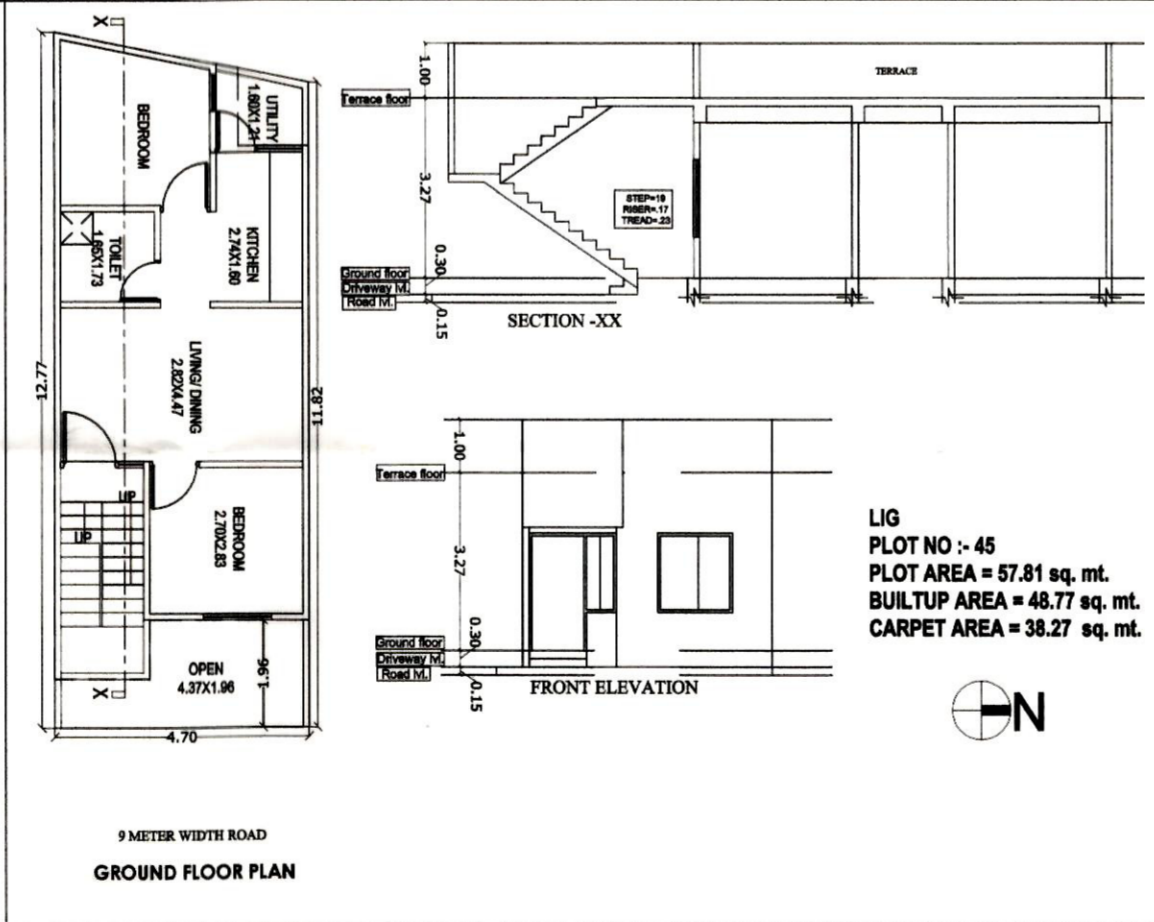 X
BEDROOM
UTILITY
1.60X1.21
TOILET
1.65X1.73
KITCHEN
2.74X1.60
LIVING/ DINING
2.82X4.47
12.77
11.82
UP
UP
BEDROOM
2.70X2.83
OPEN
4.37X1.96
1.96
X
4.70
9 METER WIDTH ROAD
GROUND FLOOR PLAN
TERRACE
1.00
Terrace floor
3.27
STEP=19
RISER=.17
TREAD=.23
0.30
Ground floor
Driveway lvl.
Road lvl.
0.15
SECTION -XX
1.00
Terrace floor
3.27
0.30
Ground floor
Driveway lvl.
Road lvl.
0.15
FRONT ELEVATION
LIG
PLOT NO :- 45
PLOT AREA = 57.81 sq. mt.
BUILTUP AREA = 48.77 sq. mt.
CARPET AREA = 38.27 sq. mt.
N